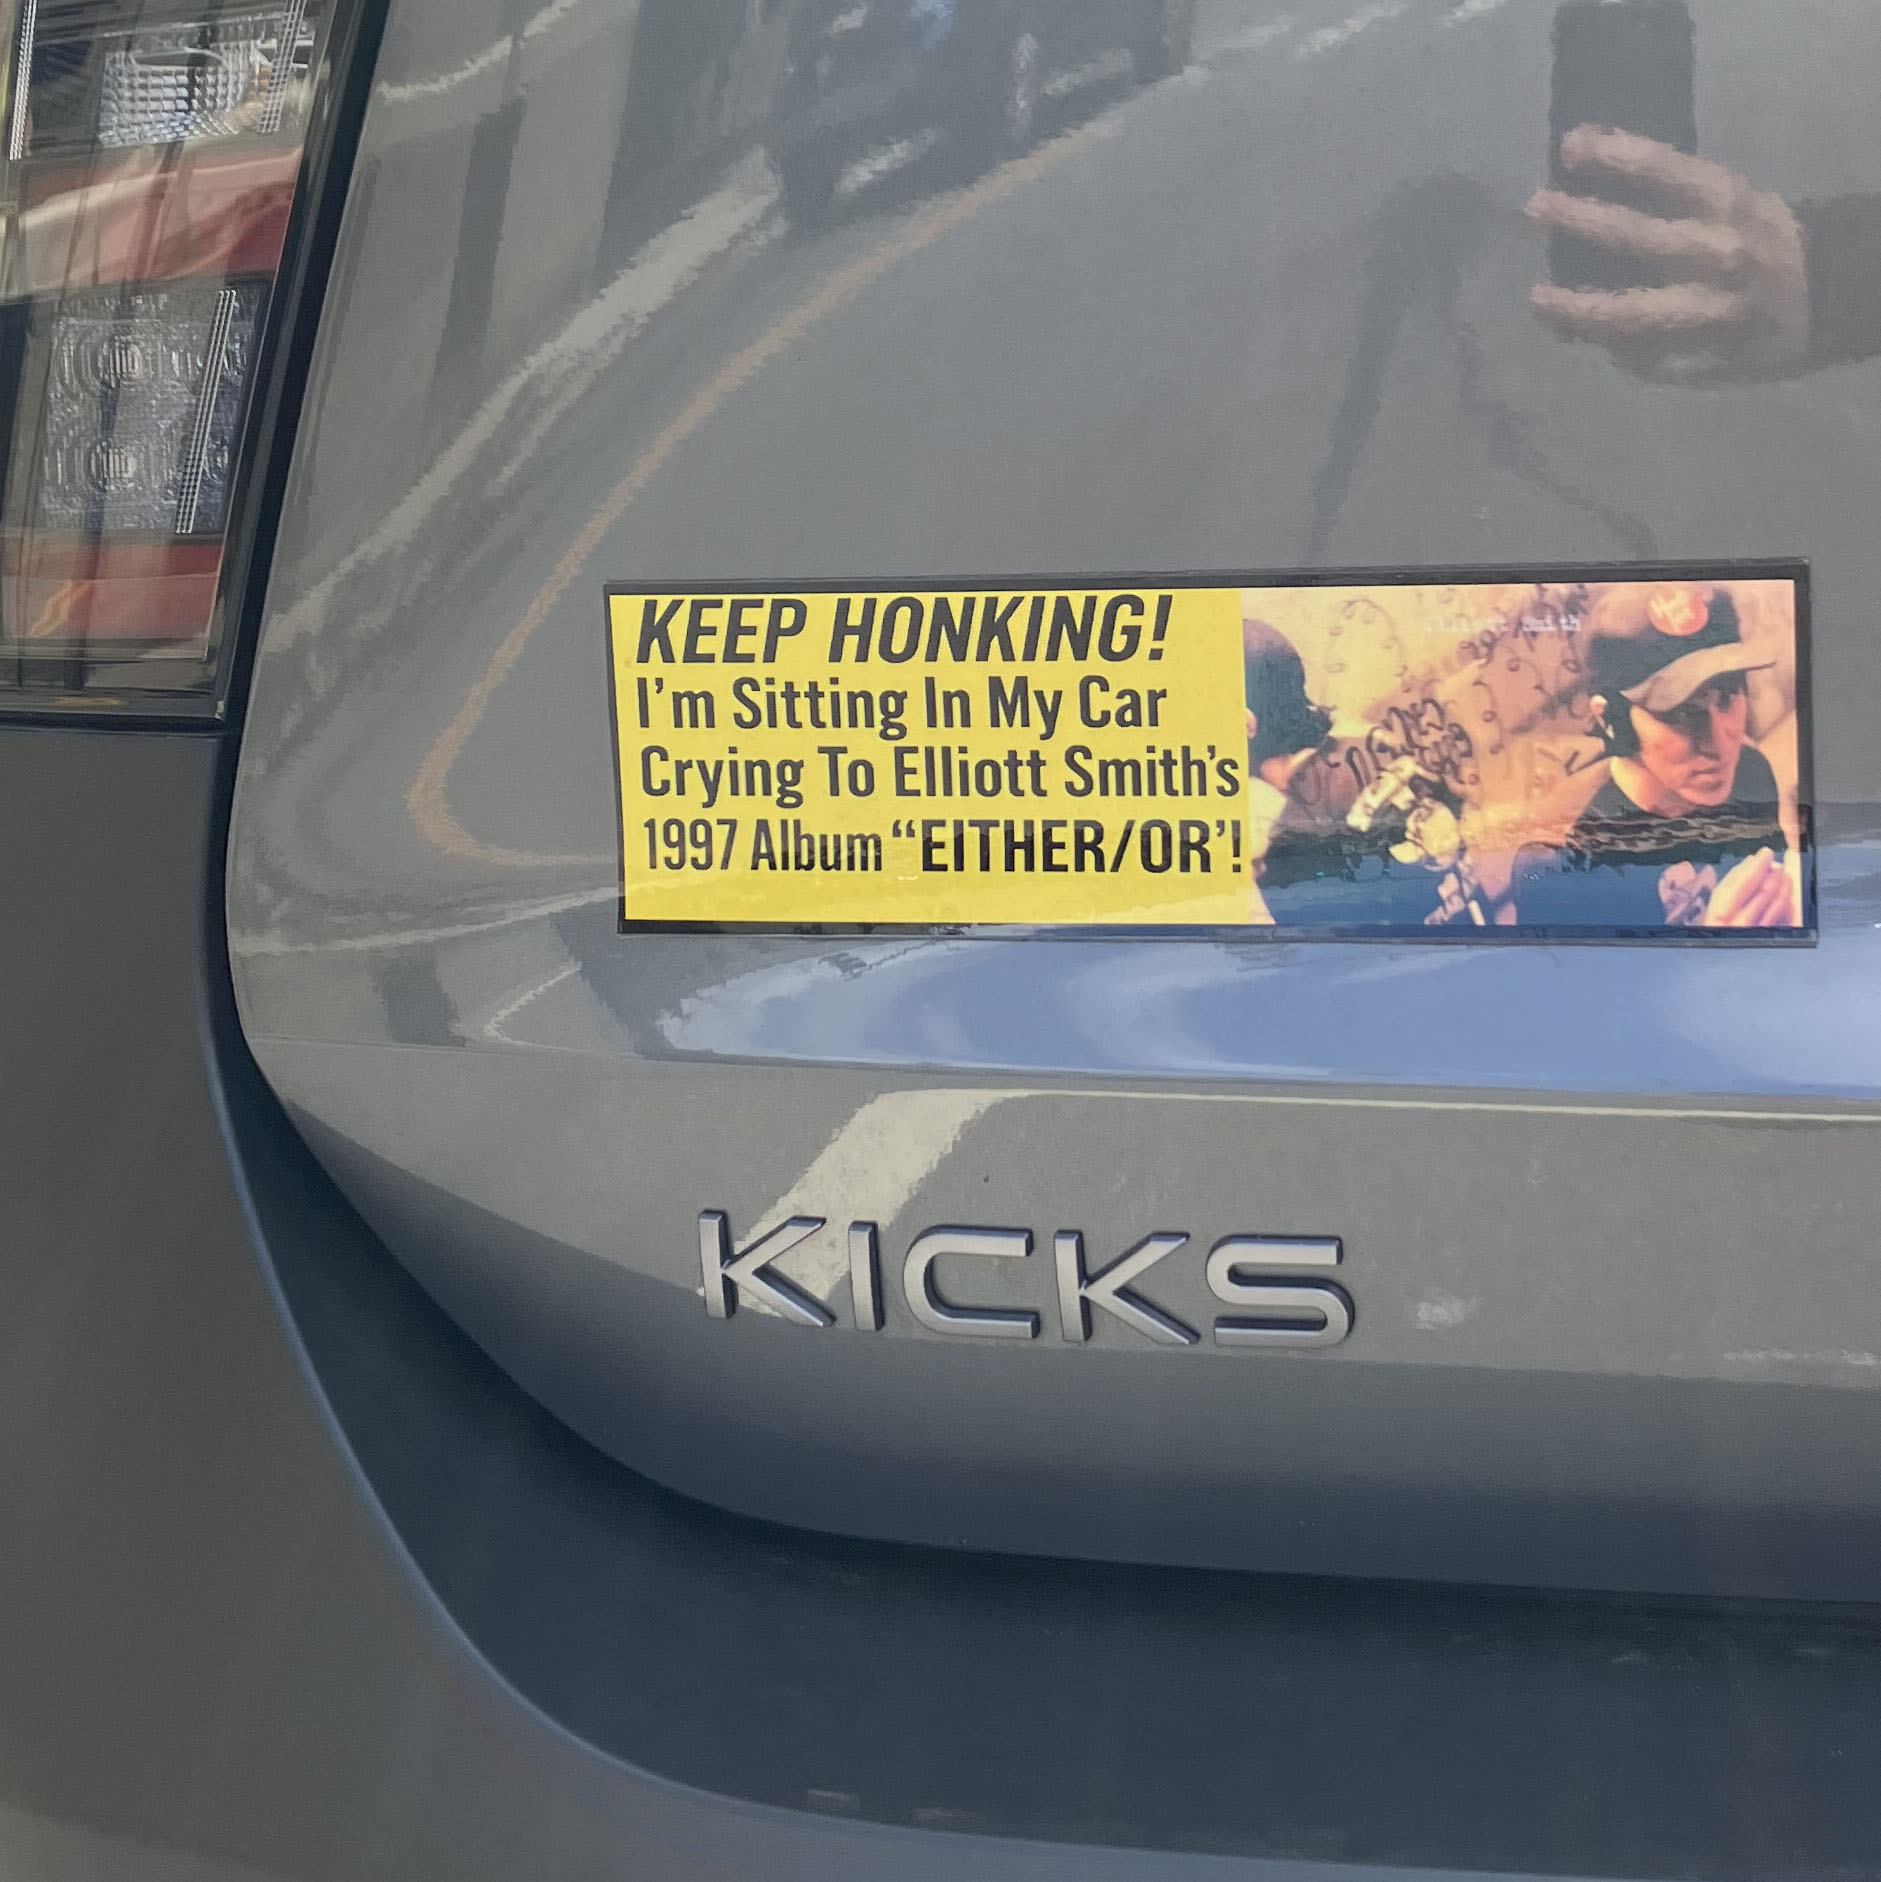 KEEP HONKING!
I'm Sitting In My Car
Crying To Elliott Smith's
1997 Album “EITHER/OR'!
KICKS